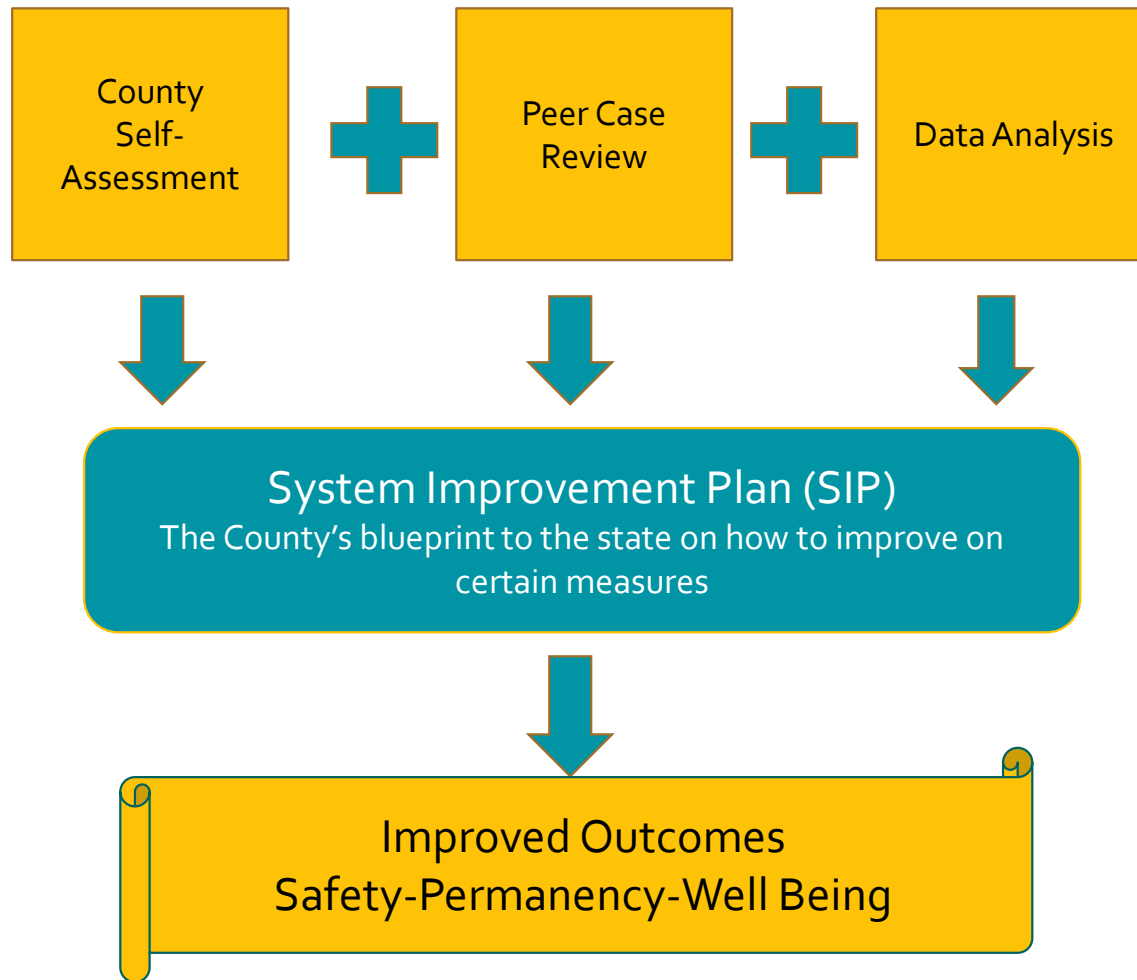 County
Self-
Assessment
Peer Case
Review
Data Analysis
System Improvement Plan (SIP)
The County’s blueprint to the state on how to improve on
certain measures
Improved Outcomes
Safety-Permanency-Well Being